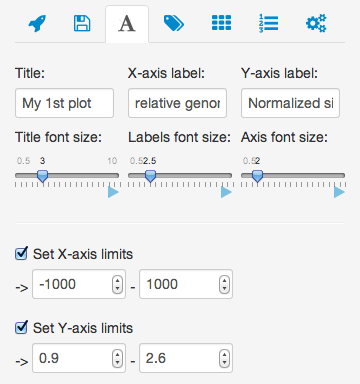 A
Title: X-axis label: Y-axis label:
My 1st plot relative Normalized
Title font size: Labels font size: Axis font size:
0.5 3 10 0.5 2.5 0.5 2
Set X-axis limits
-> -1000 - 1000
Set Y-axis limits
-> 0.9 - 2.6